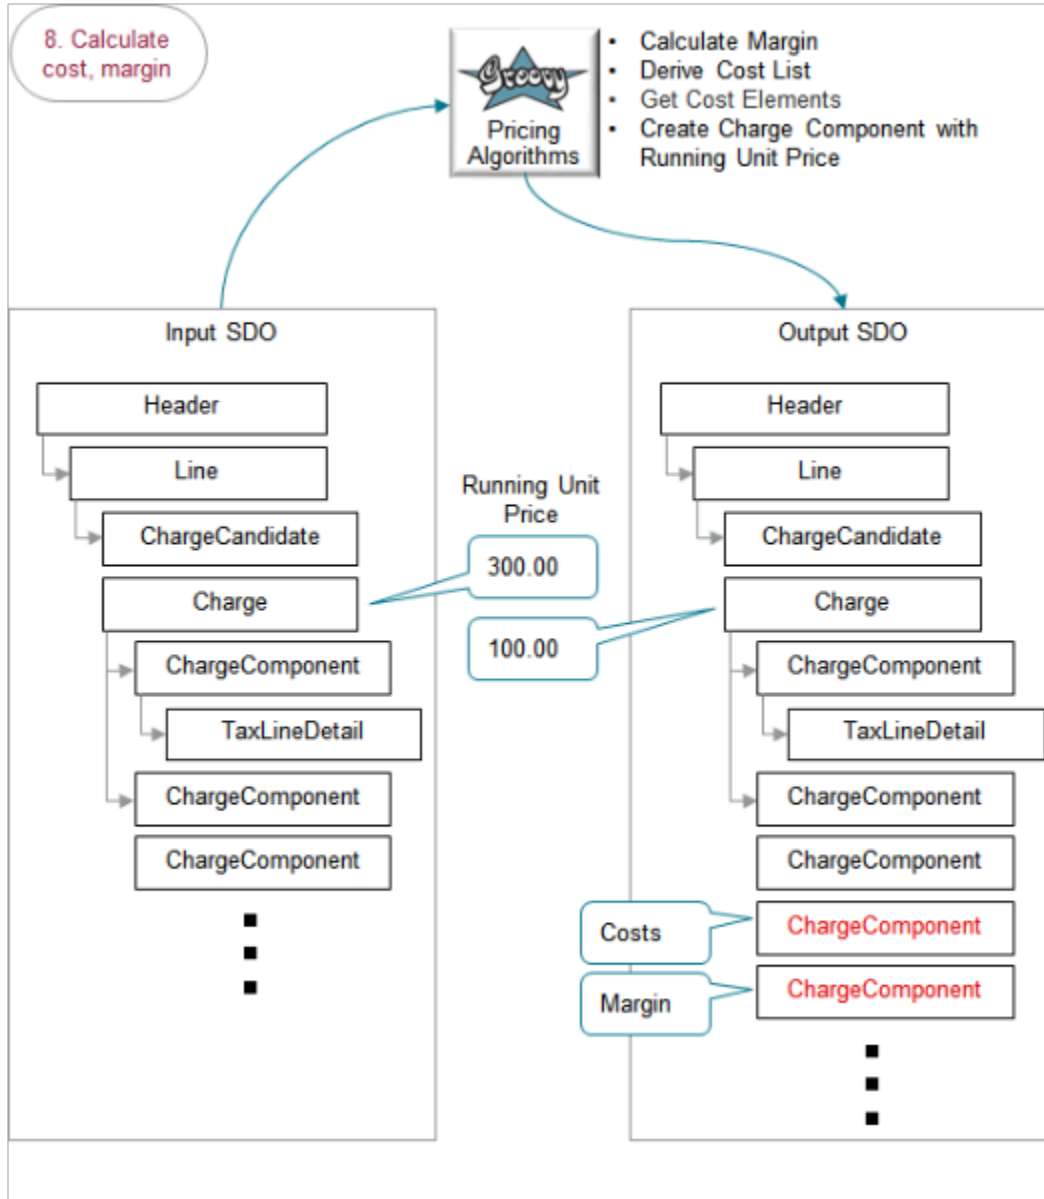 8. Calculate
cost, margin
Groovy
Pricing
Algorithms
• Calculate Margin
• Derive Cost List
• Get Cost Elements
• Create Charge Component with
Running Unit Price
Input SDO
Header
Line
ChargeCandidate
Charge
ChargeComponent
TaxLineDetail
ChargeComponent
ChargeComponent
Running Unit
Price
300.00
100.00
Output SDO
Header
Line
ChargeCandidate
Charge
ChargeComponent
TaxLineDetail
ChargeComponent
ChargeComponent
Costs
ChargeComponent
Margin
ChargeComponent